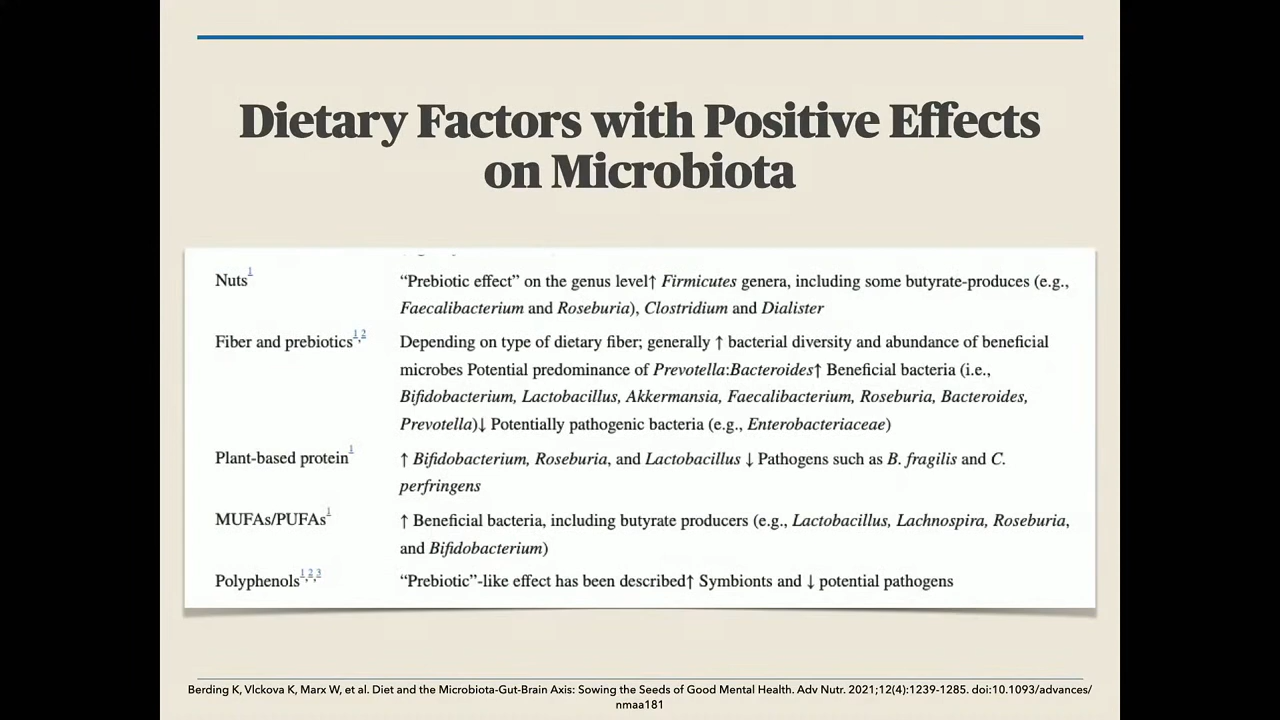 Dietary Factors with Positive Effects
on Microbiota
Nuts1 “Prebiotic effect” on the genus level↑ Firmicutes genera, including some butyrate-produces (e.g.,
Faecalibacterium and Roseburia), Clostridium and Dialister
Fiber and prebiotics1,2 Depending on type of dietary fiber; generally ↑ bacterial diversity and abundance of beneficial
microbes Potential predominance of Prevotella:Bacteroides↑ Beneficial bacteria (i.e.,
Bifidobacterium, Lactobacillus, Akkermansia, Faecalibacterium, Roseburia, Bacteroides,
Prevotella)↓ Potentially pathogenic bacteria (e.g., Enterobacteriaceae)
Plant-based protein1 ↑ Bifidobacterium, Roseburia, and Lactobacillus ↓ Pathogens such as B. fragilis and C.
perfringens
MUFAs/PUFAs1 ↑ Beneficial bacteria, including butyrate producers (e.g., Lactobacillus, Lachnospira, Roseburia,
and Bifidobacterium)
Polyphenols1,2,3 “Prebiotic”-like effect has been described↑ Symbionts and ↓ potential pathogens
Berding K, Vlckova K, Marx W, et al. Diet and the Microbiota-Gut-Brain Axis: Sowing the Seeds of Good Mental Health. Adv Nutr. 2021;12(4):1239-1285. doi:10.1093/advances/
nmaa181